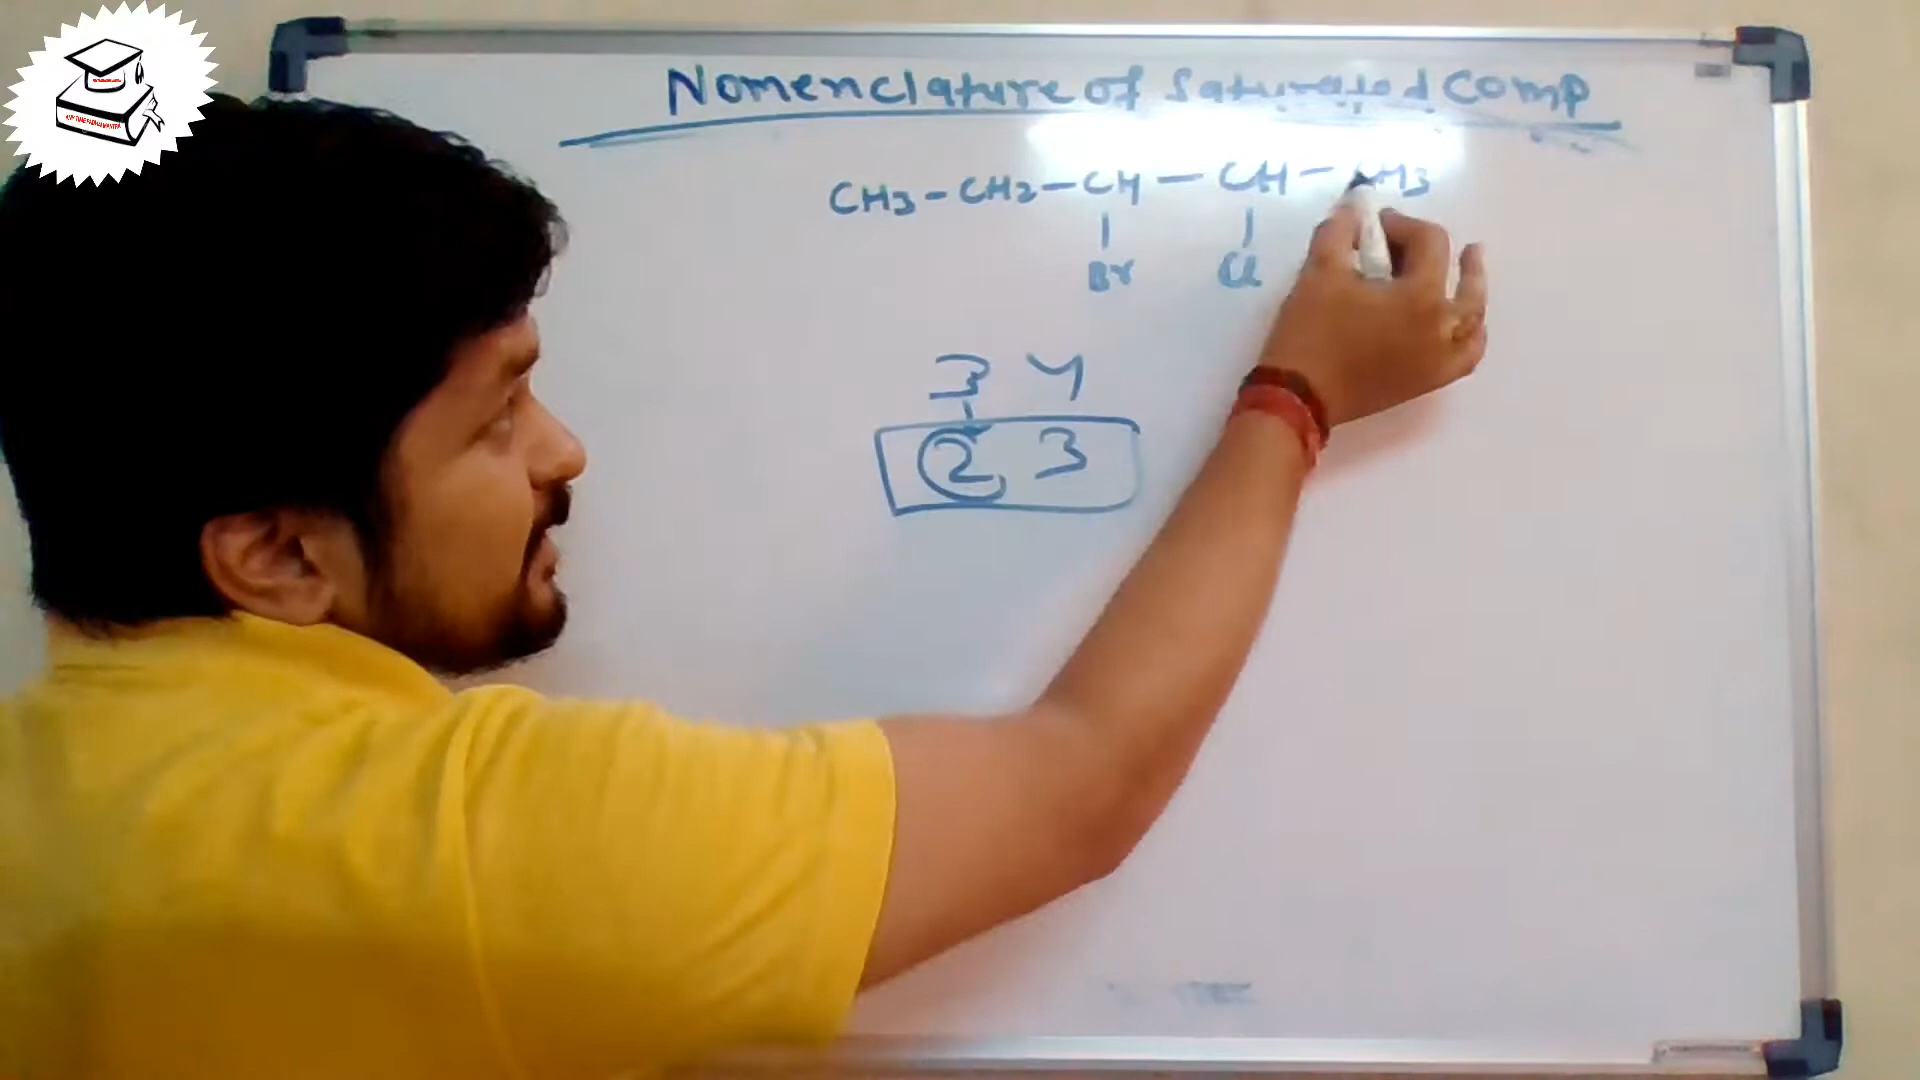 Nomenclature of Saturated Comp
CH3 - CH2 - CH - CH - CH3
Br Cl
3 4
2 3